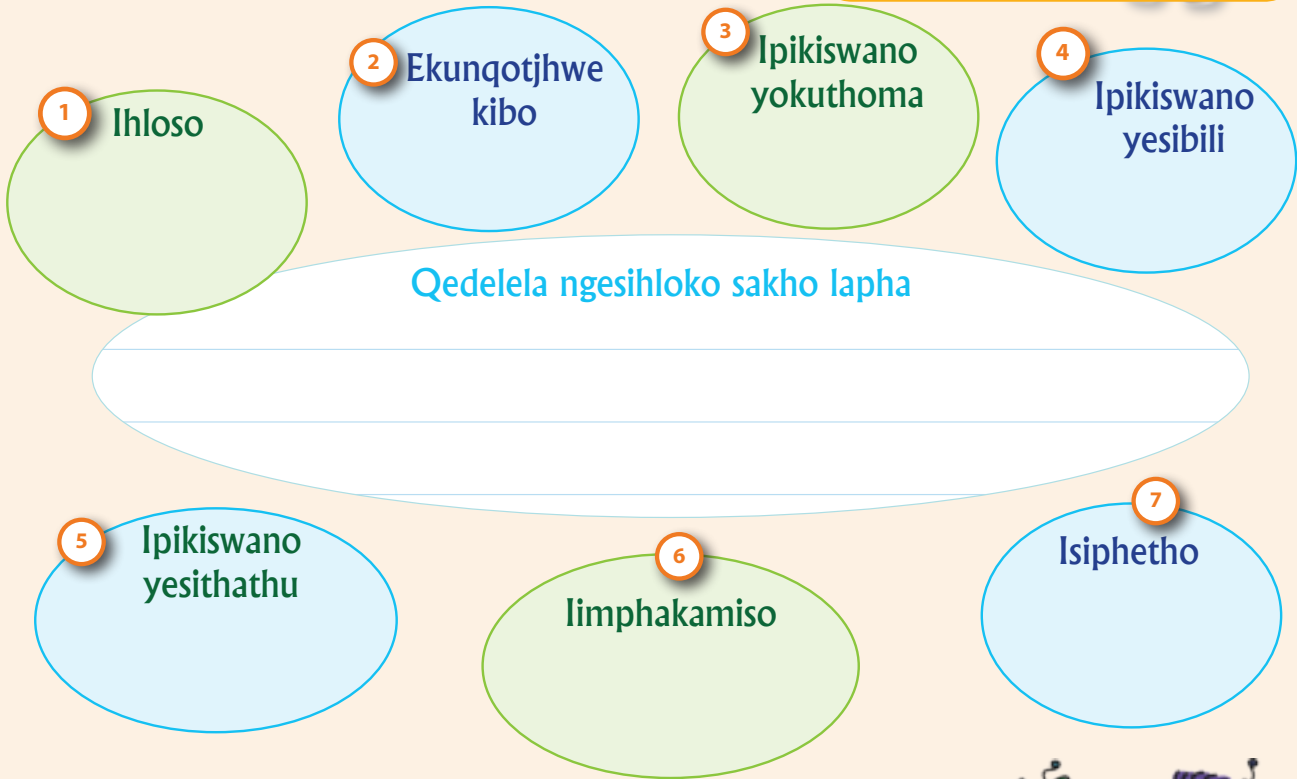 1
Ihloso
2
Ekunqotjhwe
kibo
3
Ipikiswano
yokuthoma
4
Ipikiswano
yesibili
Qedelela ngesihloko sakho lapha
5
Ipikiswano
yesithathu
6
Iimphakamiso
7
Isiphetho